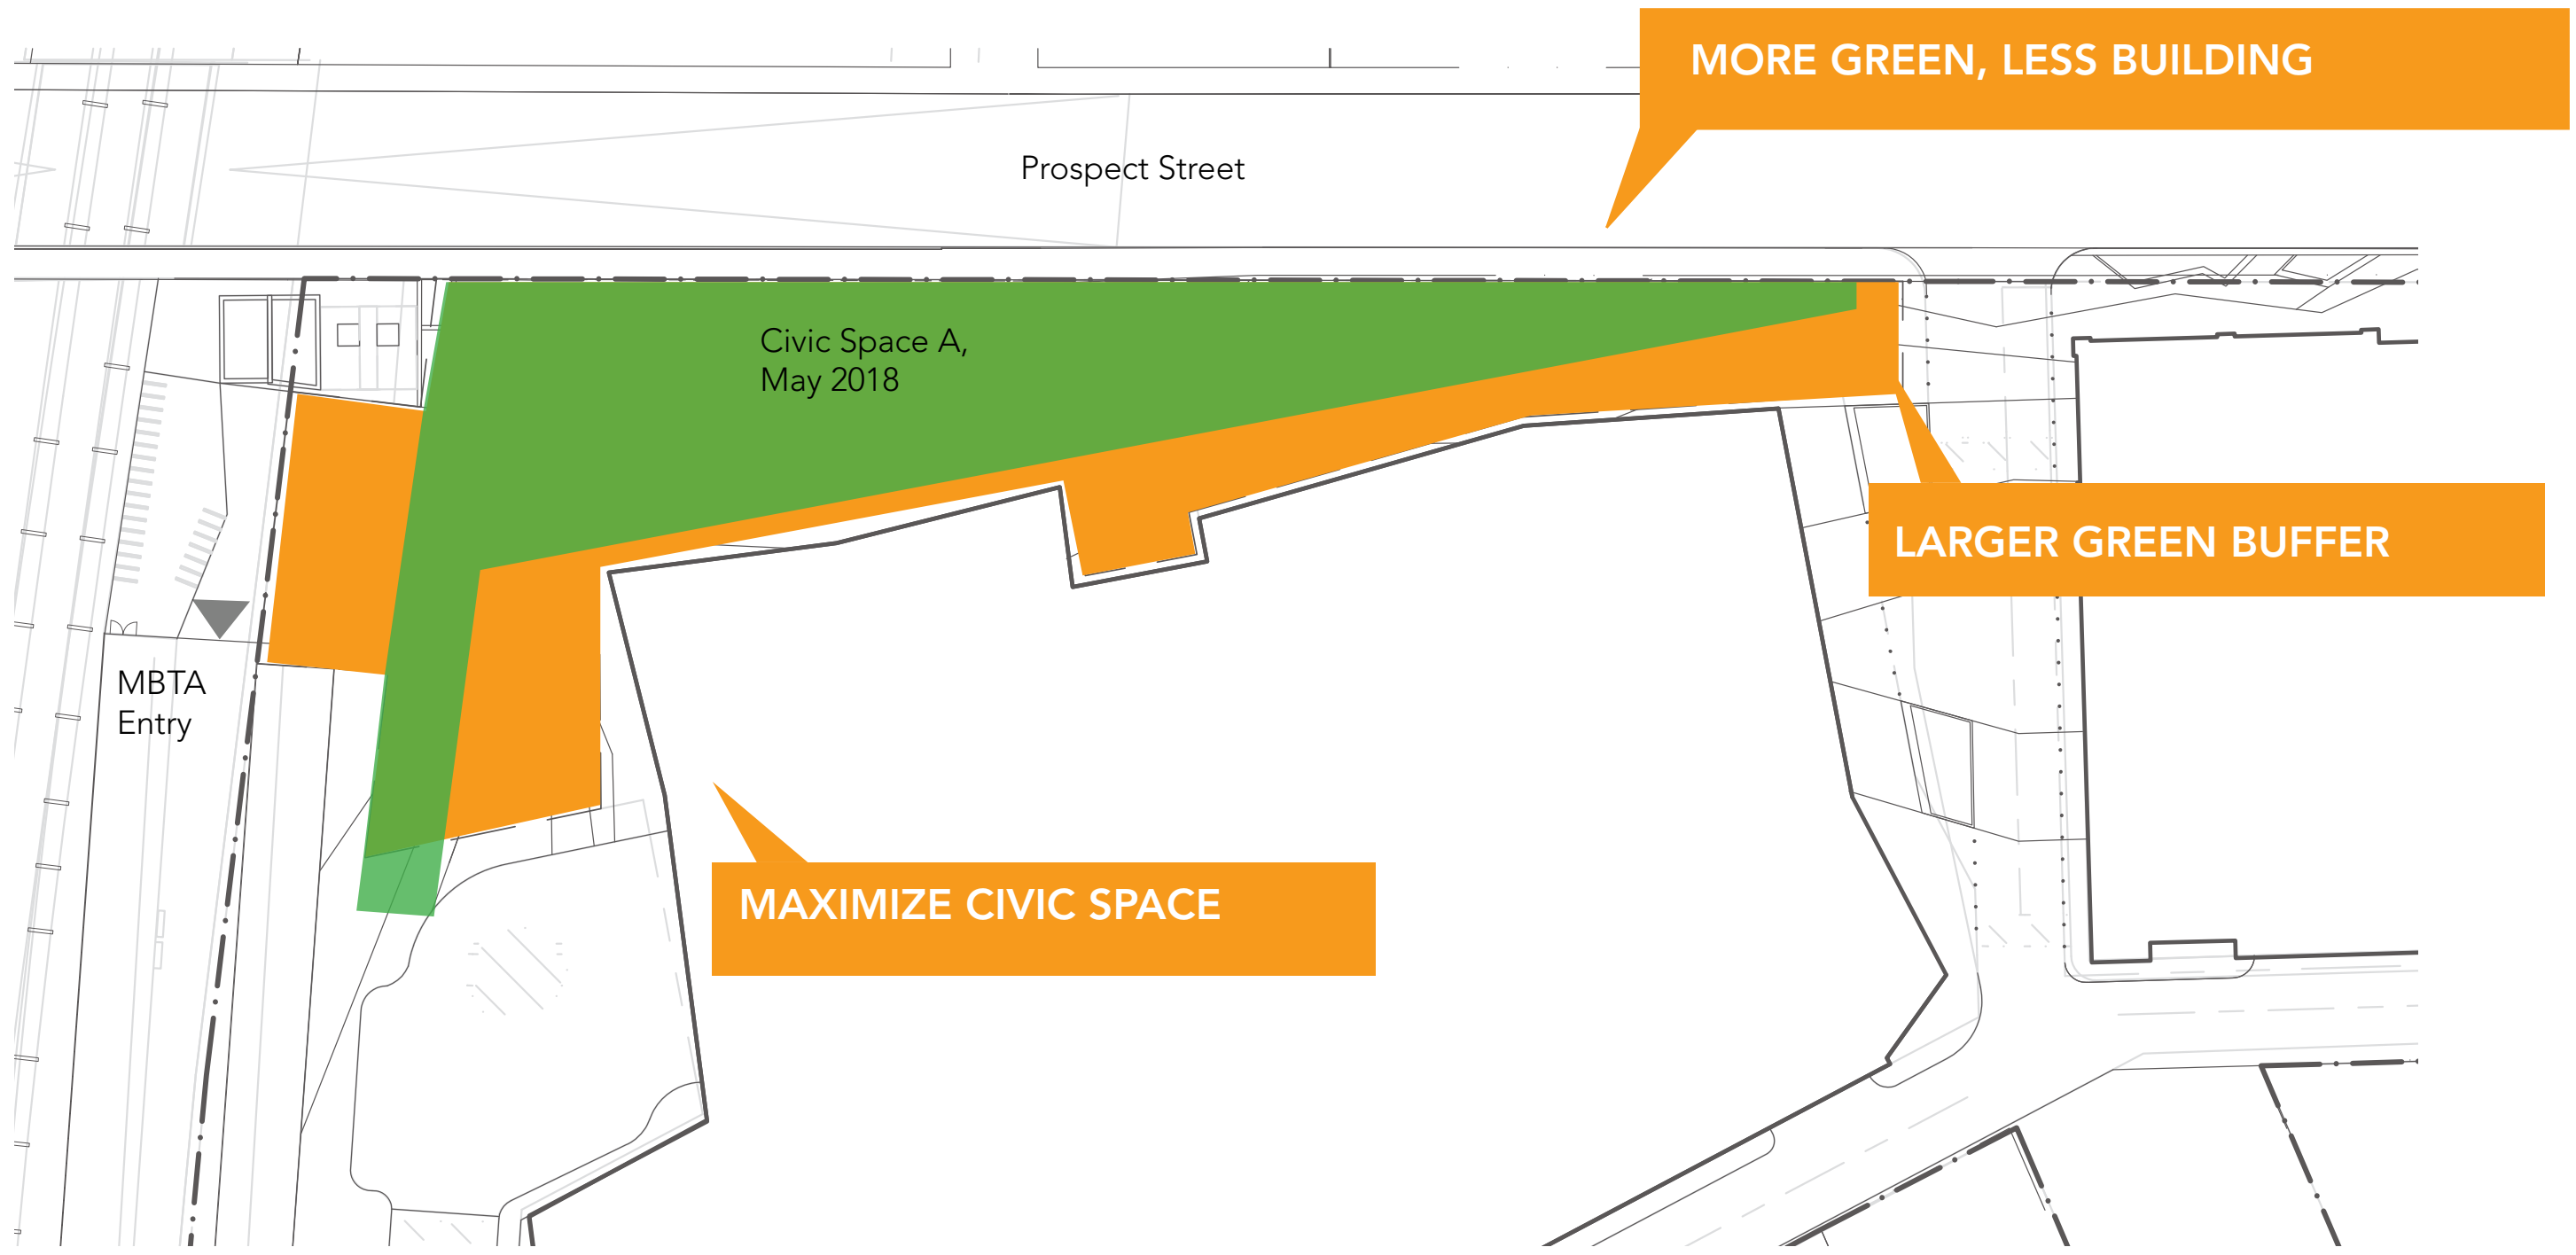 MORE GREEN, LESS BUILDING
Prospect Street
Civic Space A,
May 2018
LARGER GREEN BUFFER
MBTA
Entry
MAXIMIZE CIVIC SPACE